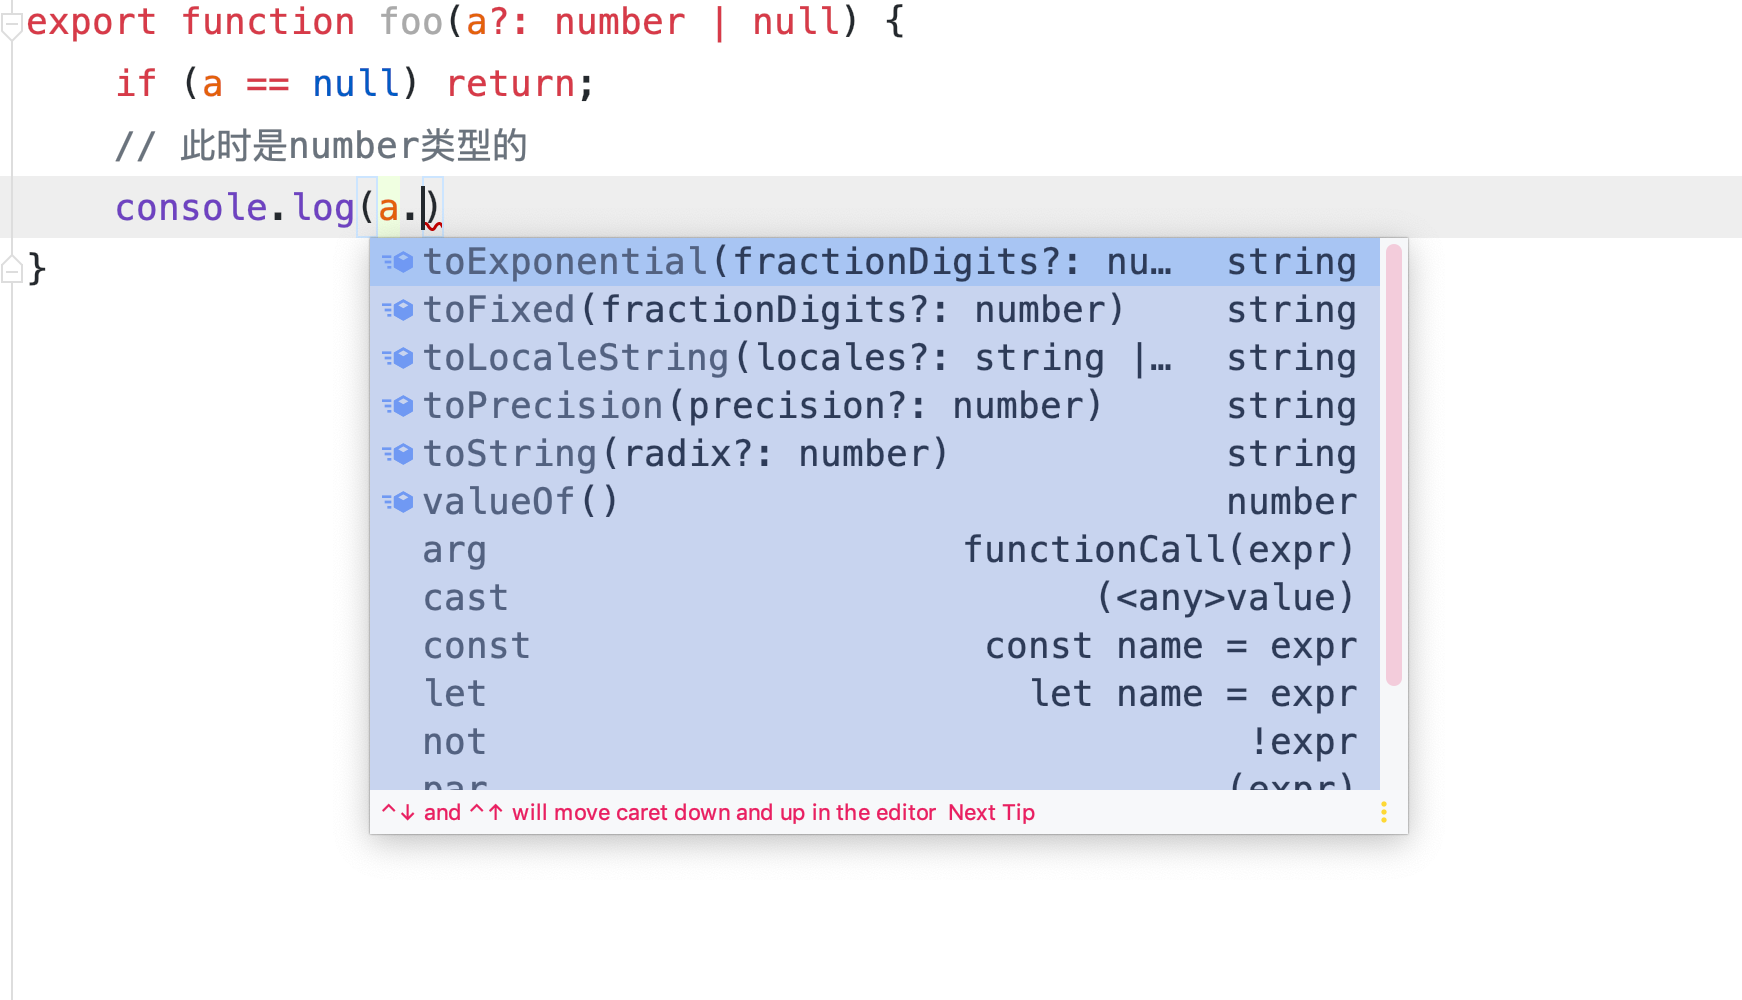 export function foo(a?: number | null) {
if (a == null) return;
// 此时是number类型的
console.log(a.)
}
toExponential(fractionDigits?: nu… string
toFixed(fractionDigits?: number) string
toLocaleString(locales?: string |… string
toPrecision(precision?: number) string
toString(radix?: number) string
valueOf() number
arg functionCall(expr)
cast (<any>value)
const const name = expr
let let name = expr
not !expr
par (expr)
^↓ and ^↑ will move caret down and up in the editor Next Tip